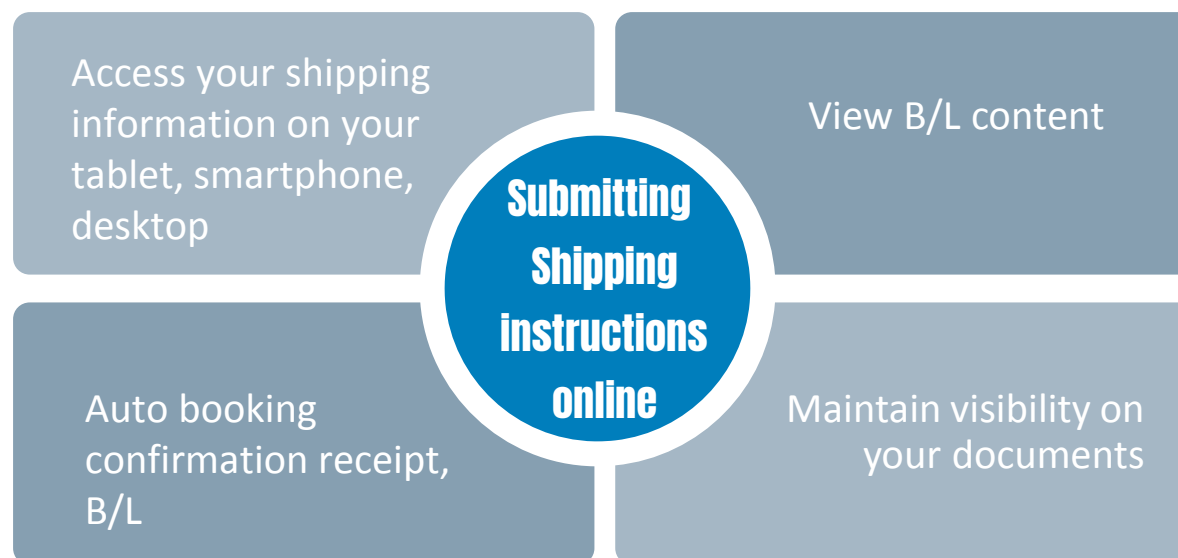 Access your shipping
information on your
tablet, smartphone,
desktop
View B/L content
Submitting
Shipping
instructions
online
Auto booking
confirmation receipt,
B/L
Maintain visibility on
your documents